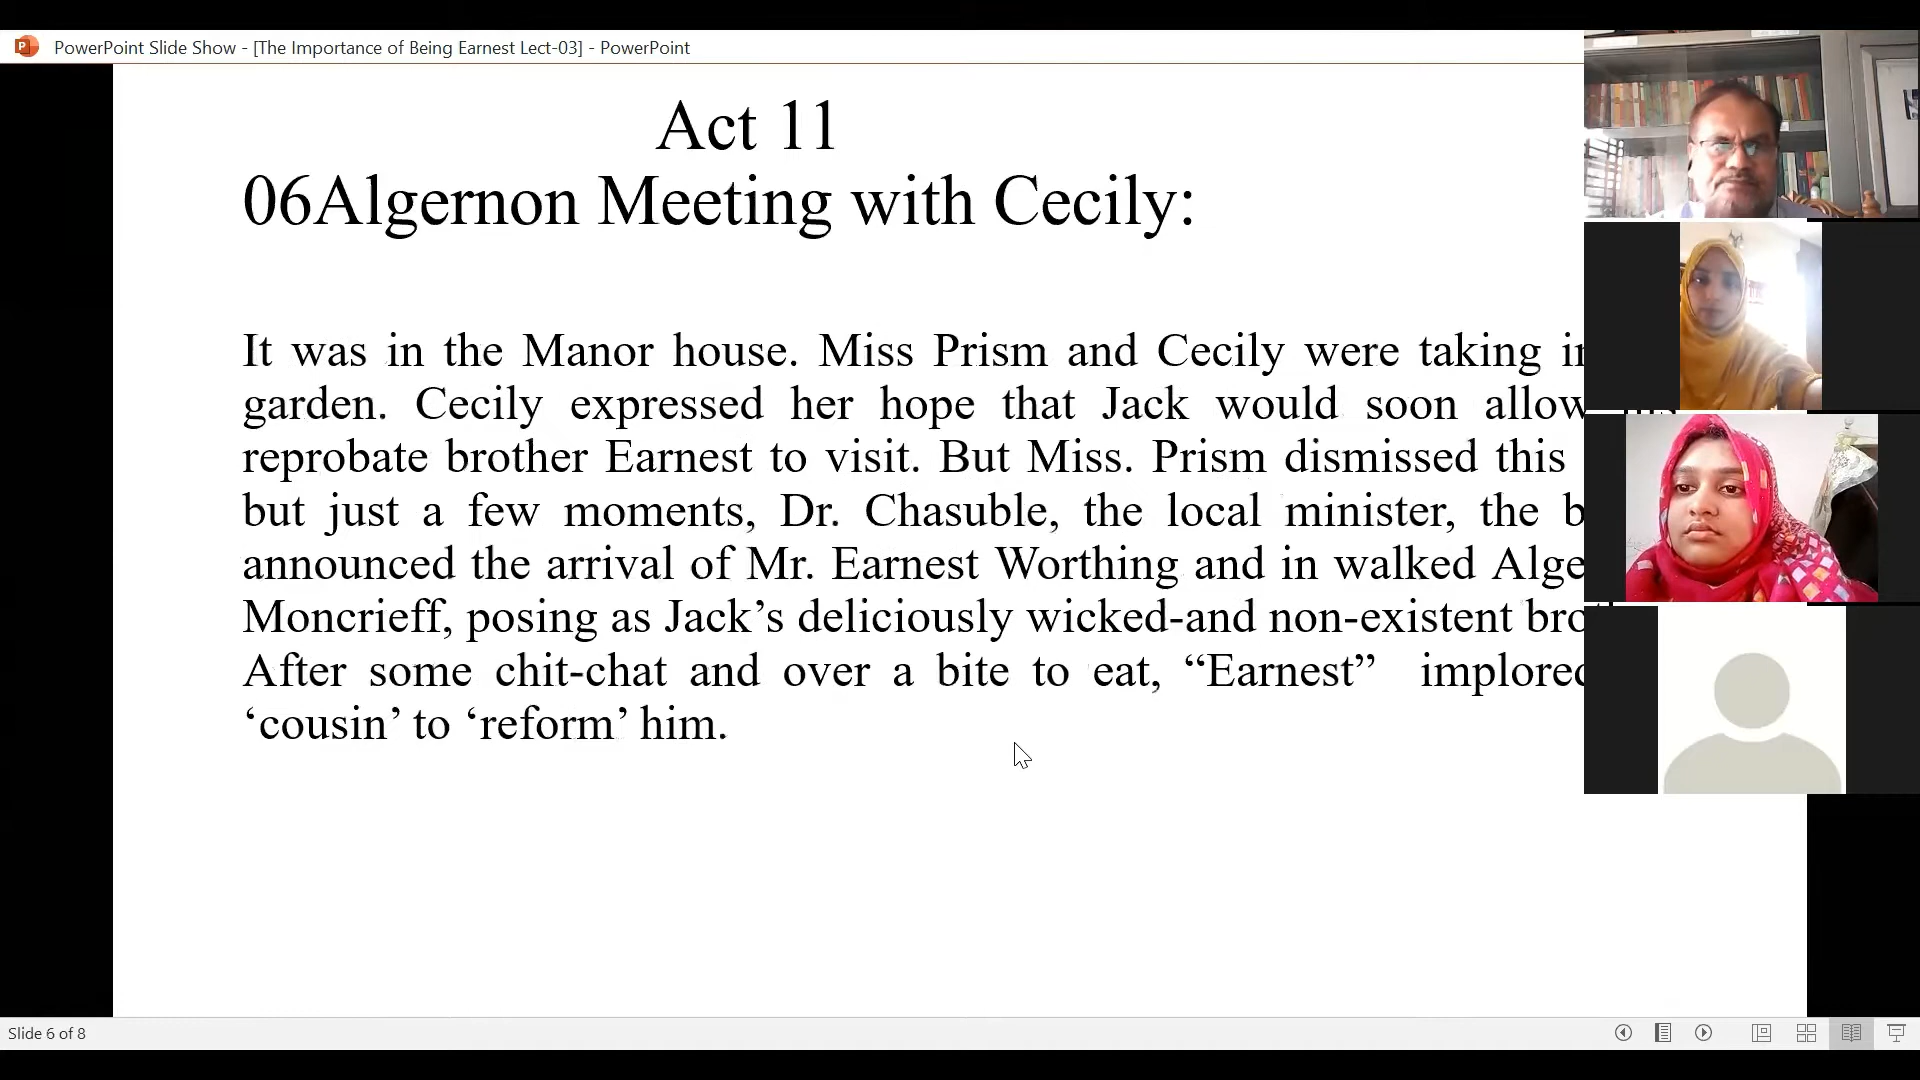 PowerPoint Slide Show - [The Importance of Being Earnest Lect-03] - PowerPoint
Act 11
06Algernon Meeting with Cecily:
It was in the Manor house. Miss Prism and Cecily were taking
garden. Cecily expressed her hope that Jack would soon allow
reprobate brother Earnest to visit. But Miss. Prism dismissed this
but just a few moments, Dr. Chasuble, the local minister, the
announced the arrival of Mr. Earnest Worthing and in walked
Moncrieff, posing as Jack’s deliciously wicked-and non-existent
After some chit-chat and over a bite to eat, “Earnest” implored
‘cousin’ to ‘reform’ him.
Slide 6 of 8